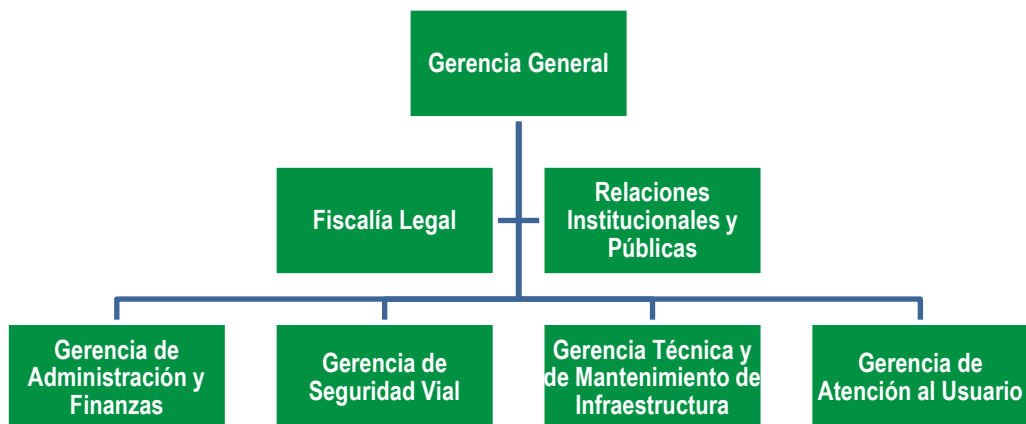 Gerencia General
Fiscalía Legal
Relaciones
Institucionales y
Públicas
Gerencia de
Administración y
Finanzas
Gerencia de
Seguridad Vial
Gerencia Técnica y
de Mantenimiento de
Infraestructura
Gerencia de
Atención al Usuario